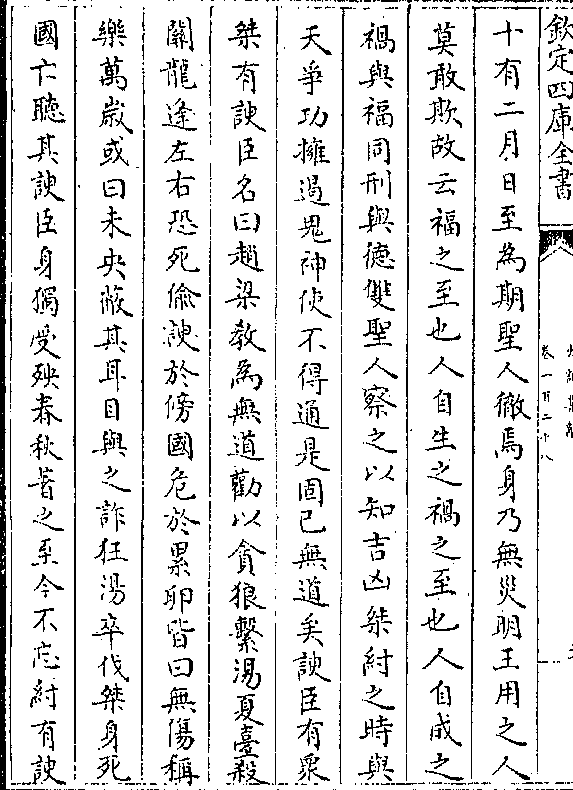 欽定四庫全書
卷一百二十八
十有二月日至為期聖人徹焉身乃無災明王用之人
莫敢欺故云福之至也人自生之禍之至也人自成之
禍與福同刑與德雙聖人察之以知吉凶桀紂之時與
天爭功擁遏鬼神使不得通是固已無道矣諛臣有眾
桀有諛臣名曰趙梁教為無道勸以貪狼繫湯夏臺殺
關龍逢左右恐死偷諛於傍國危於累卵皆曰無傷稱
樂萬歲或曰未央蔽其耳目與之詐狂湯卒伐桀身死
國亡聽其諛臣身獨受殃春秋著之至今不忘紂有諛